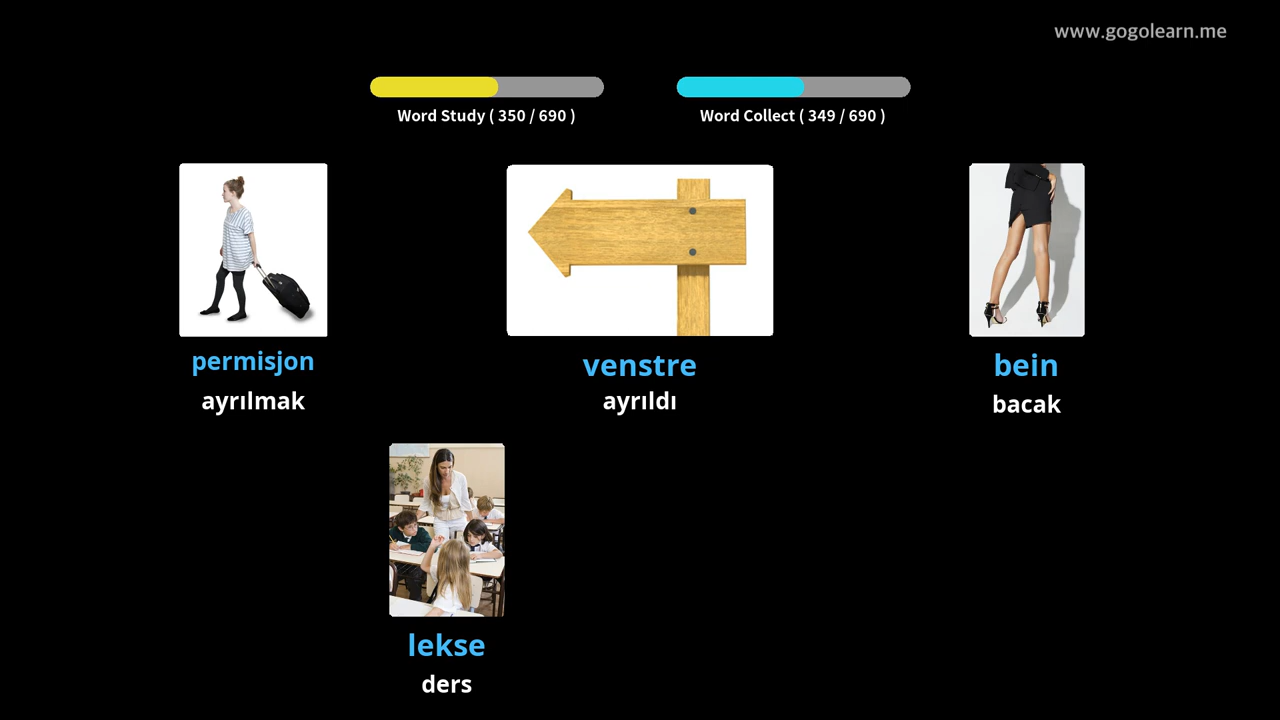 www.gogolearn.me
Word Study ( 350 / 690 )
Word Collect ( 349 / 690 )
permisjon
ayrılmak
venstre
ayrıldı
bein
bacak
lekse
ders